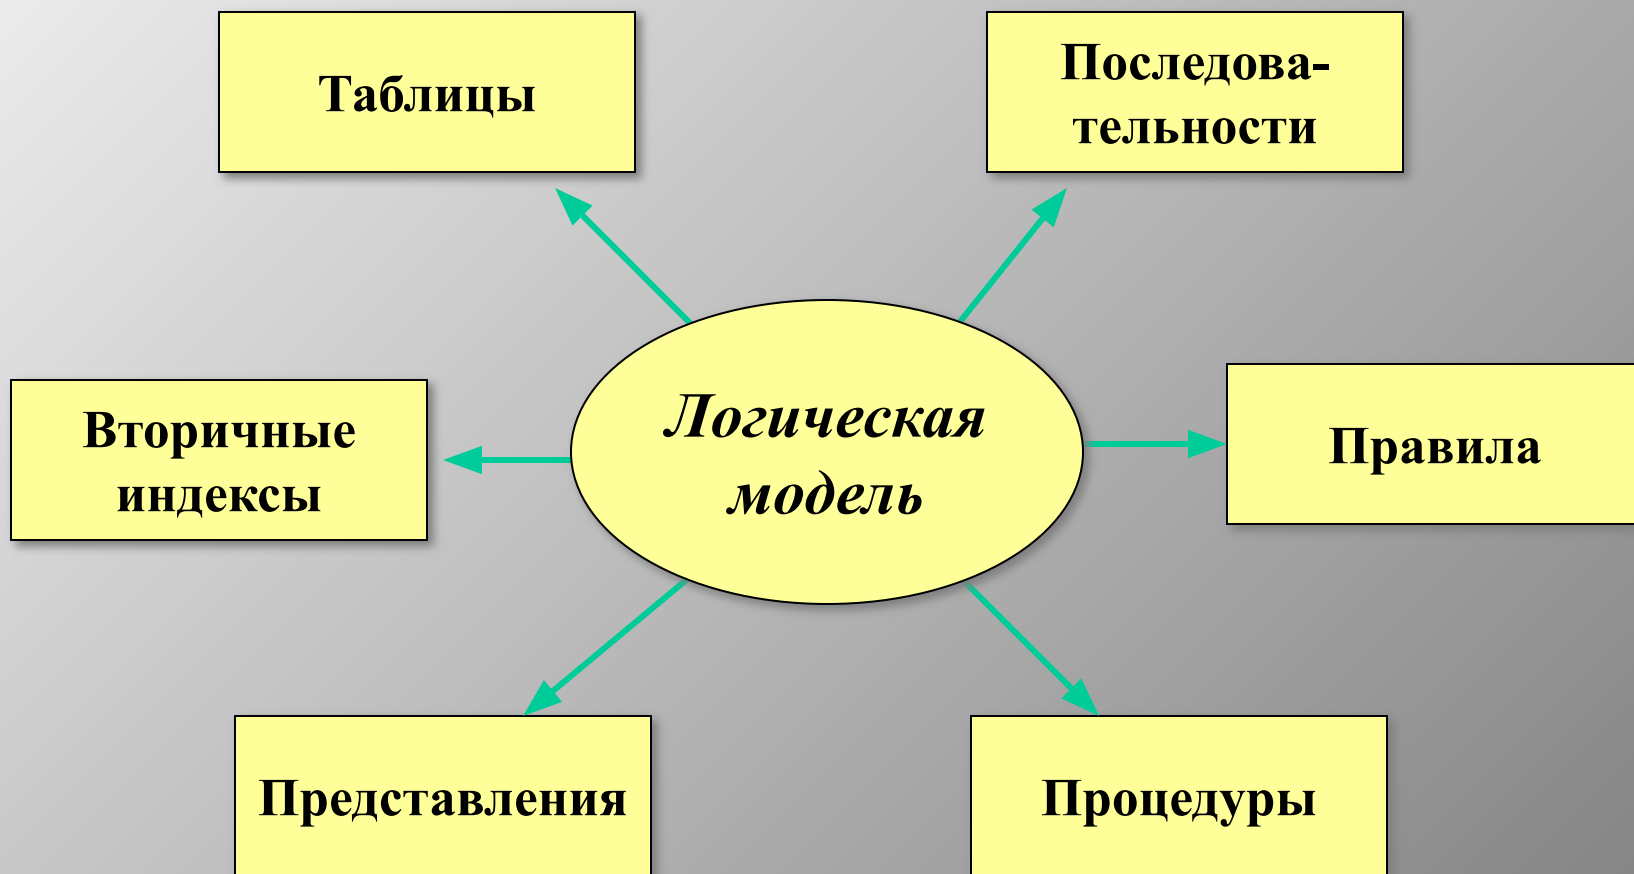 Таблицы
Последова-
тельности
Вторичные
индексы
Логическая
модель
Правила
Представления
Процедуры